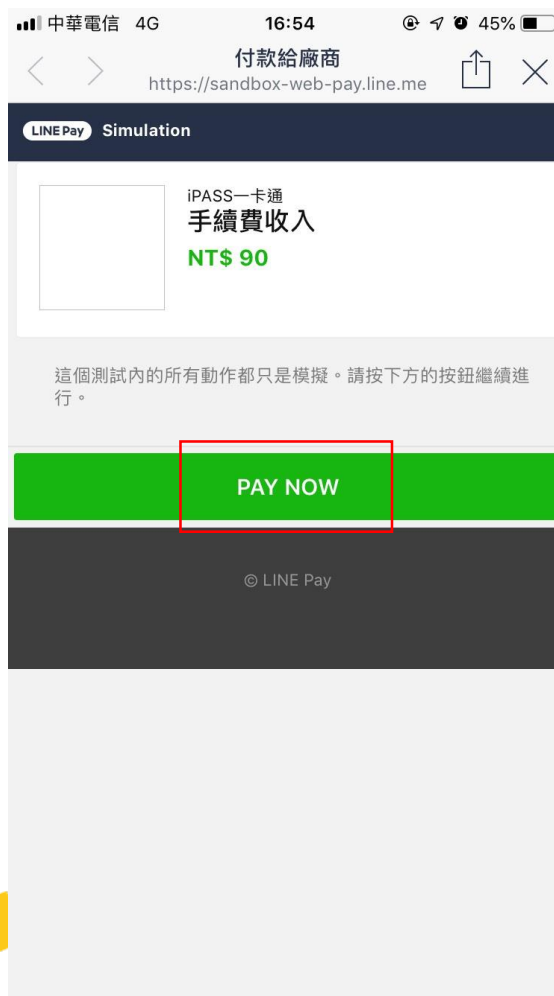 中華電信 4G 16:54 45%
付款給廠商
https://sandbox-web-pay.line.me
LINE Pay Simulation
iPASS一卡通
手續費收入
NT$ 90
這個測試內的所有動作都只是模擬。請按下方的按鈕繼續進
行。
PAY NOW
© LINE Pay